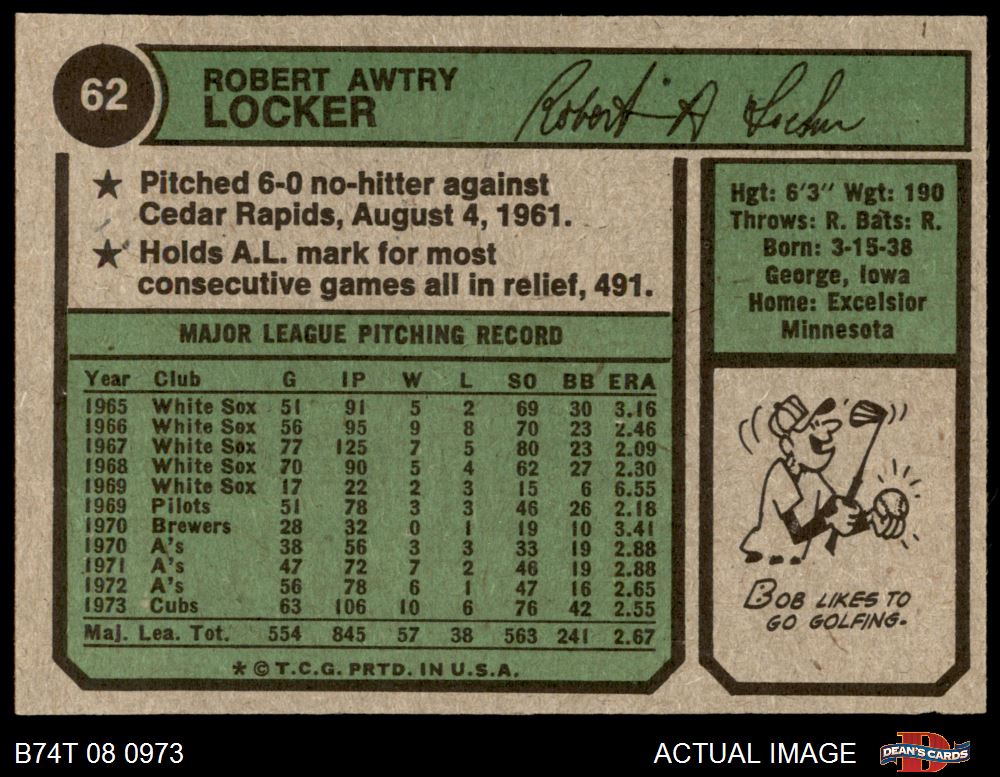 62
ROBERT AWTRY
LOCKER
Robert A Locker
★ Pitched 6-0 no-hitter against
Cedar Rapids, August 4, 1961.
★ Holds A.L. mark for most
consecutive games all in relief, 491.
Hgt: 6'3" Wgt: 190
Throws: R. Bats: R.
Born: 3-15-38
George, Iowa
Home: Excelsior
Minnesota
MAJOR LEAGUE PITCHING RECORD
Year Club G IP W L SO BB ERA
1965 White Sox 51 91 5 2 69 30 3.16
1966 White Sox 56 95 9 8 70 23 2.46
1967 White Sox 77 125 7 5 80 23 2.09
1968 White Sox 70 90 5 4 62 27 2.30
1969 White Sox 17 22 2 3 15 6 6.55
1969 Pilots 51 78 3 3 46 26 2.18
1970 Brewers 28 32 0 1 19 10 3.41
1970 A's 38 56 3 3 33 19 2.88
1971 A's 47 72 7 2 46 19 2.88
1972 A's 56 78 6 1 47 16 2.65
1973 Cubs 63 106 10 6 76 42 2.55
Maj. Lea. Tot. 554 845 57 38 563 241 2.67
* © T.C.G. PRTD. IN U.S.A.
BOB LIKES TO
GO GOLFING.
B74T 08 0973
ACTUAL IMAGE
DEAN'S CARDS